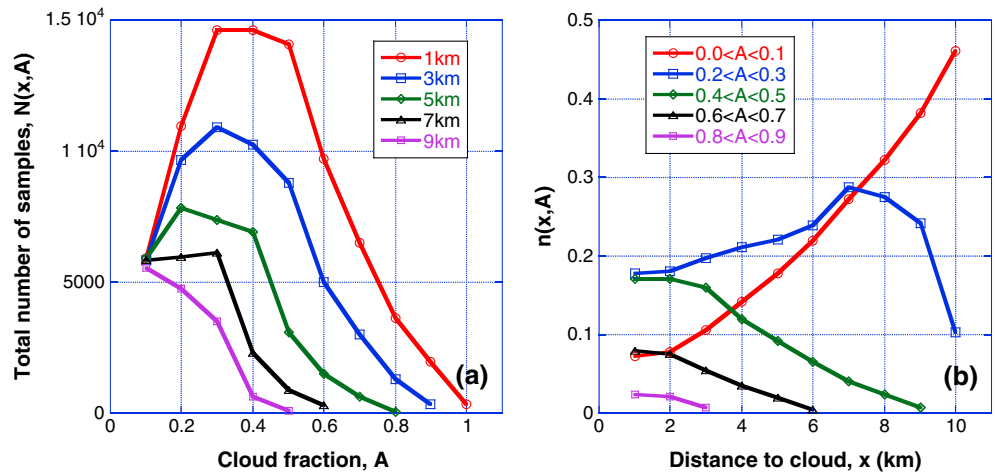 Total number of samples, N(x,A)
1.5 10⁴
1 10⁴
5000
0
0
0.2
0.4
0.6
0.8
1
Cloud fraction, A
1km
3km
5km
7km
9km
(a)
n(x,A)
0.5
0.4
0.3
0.2
0.1
0
0
2
4
6
8
10
Distance to cloud, x (km)
0.0<A<0.1
0.2<A<0.3
0.4<A<0.5
0.6<A<0.7
0.8<A<0.9
(b)